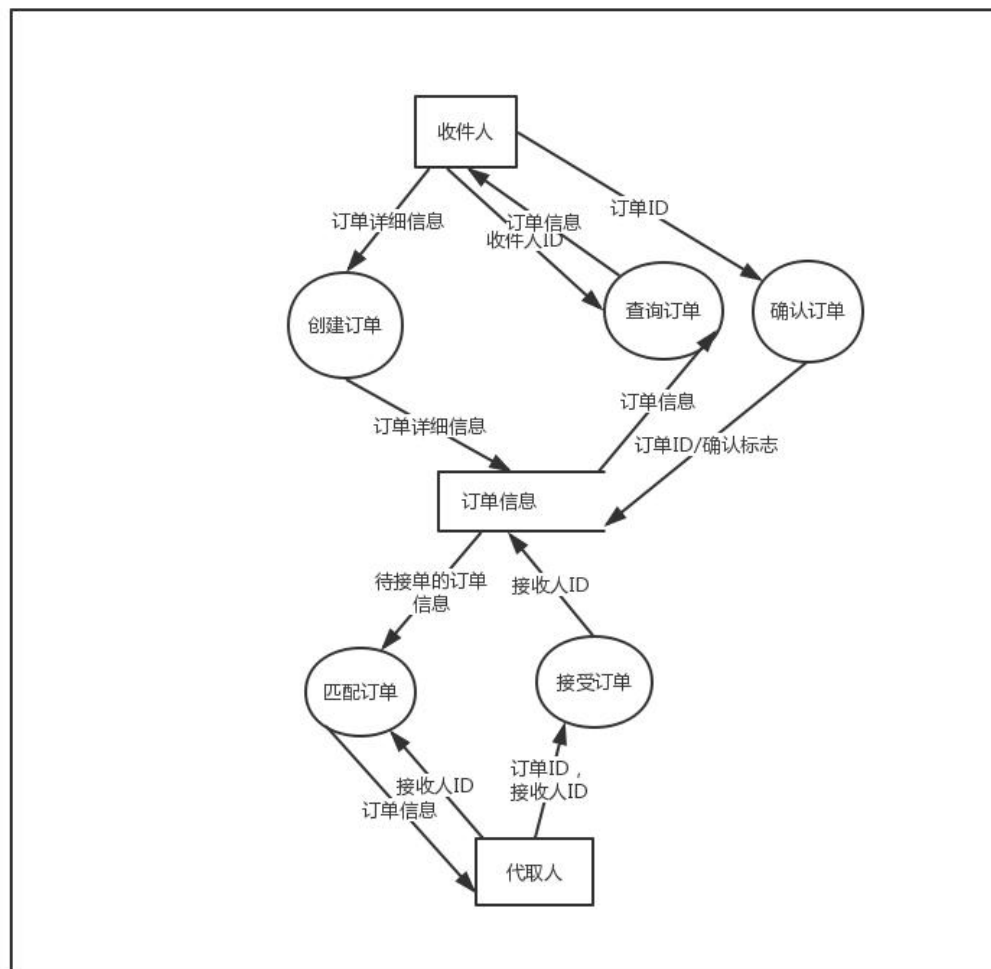 收件人
订单ID
订单详细信息
订单信息
收件人ID
创建订单
查询订单
确认订单
订单信息
订单详细信息
订单ID/确认标志
订单信息
待接单的订单
信息
接收人ID
匹配订单
接受订单
接收人ID
订单信息
订单ID，
接收人ID
代取人